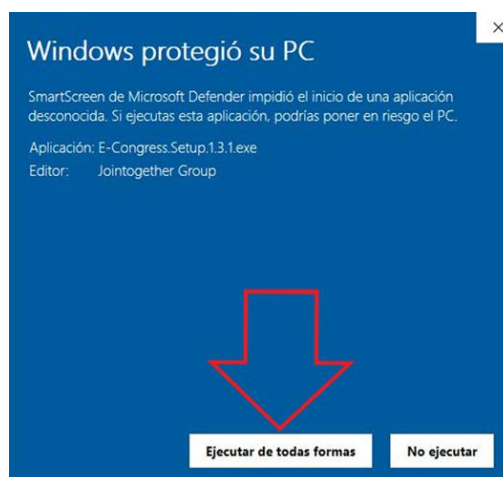 Windows protegió su PC
SmartScreen de Microsoft Defender impidió el inicio de una aplicación
desconocida. Si ejecutas esta aplicación, podrías poner en riesgo el PC.
Aplicación: E-Congress.Setup.1.3.1.exe
Editor: Jointogether Group
Ejecutar de todas formas
No ejecutar